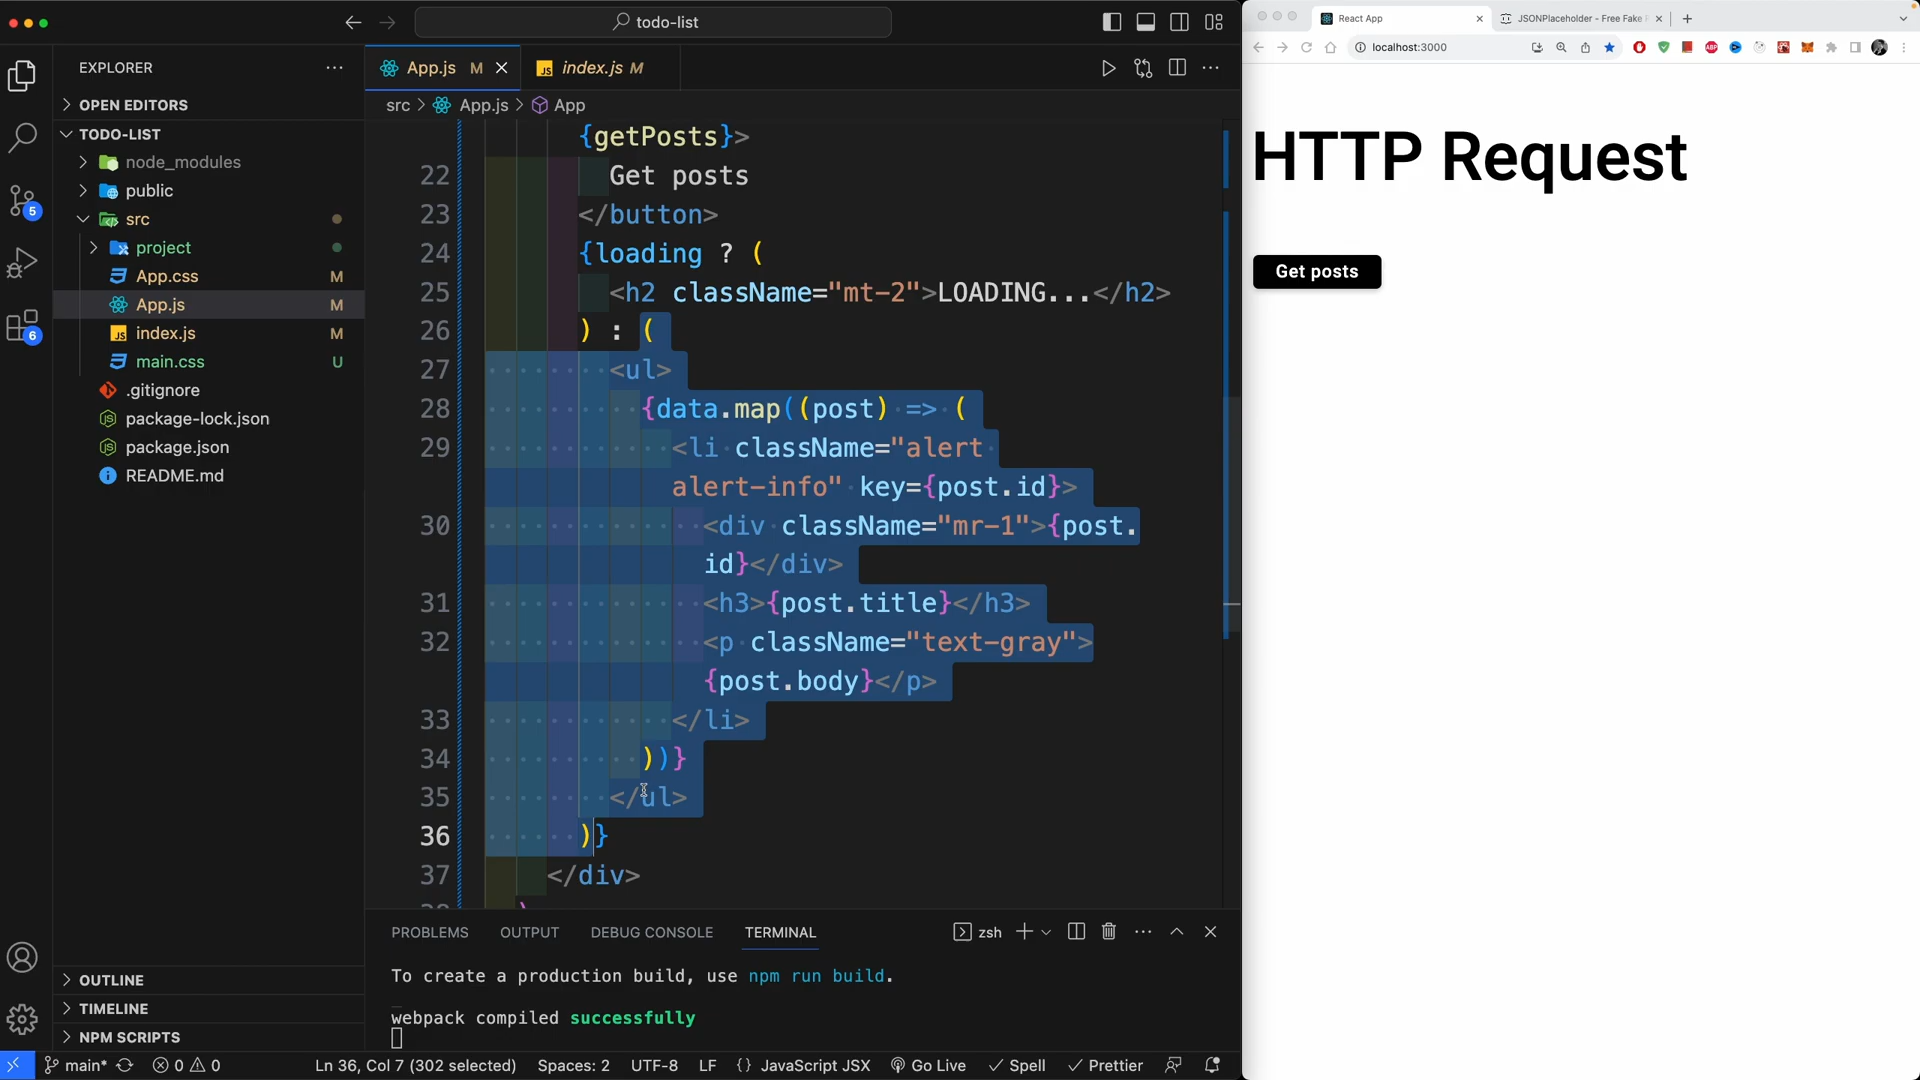 todo-list
EXPLORER
OPEN EDITORS
TODO-LIST
node_modules
public
src
project
App.css M
App.js M
index.js M
main.css U
.gitignore
package-lock.json
package.json
README.md
OUTLINE
TIMELINE
NPM SCRIPTS
5
6
App.js M
index.js M
src > App.js > App
{getPosts}>
22 Get posts
23 </button>
24 {loading ? (
25 <h2 className="mt-2">LOADING...</h2>
26 ) : (
27 <ul>
28 {data.map((post) => (
29 <li className="alert
alert-info" key={post.id}>
30 <div className="mr-1">{post.
id}</div>
31 <h3>{post.title}</h3>
32 <p className="text-gray">
{post.body}</p>
33 </li>
34 ))}
35 </ul>
36 )}
37 </div>
PROBLEMS OUTPUT DEBUG CONSOLE TERMINAL
zsh
To create a production build, use npm run build.
webpack compiled successfully
main* 0 0 Ln 36, Col 7 (302 selected) Spaces: 2 UTF-8 LF {} JavaScript JSX Go Live Spell Prettier
React App
JSONPlaceholder - Free Fake
localhost:3000
ABP
HTTP Request
Get posts